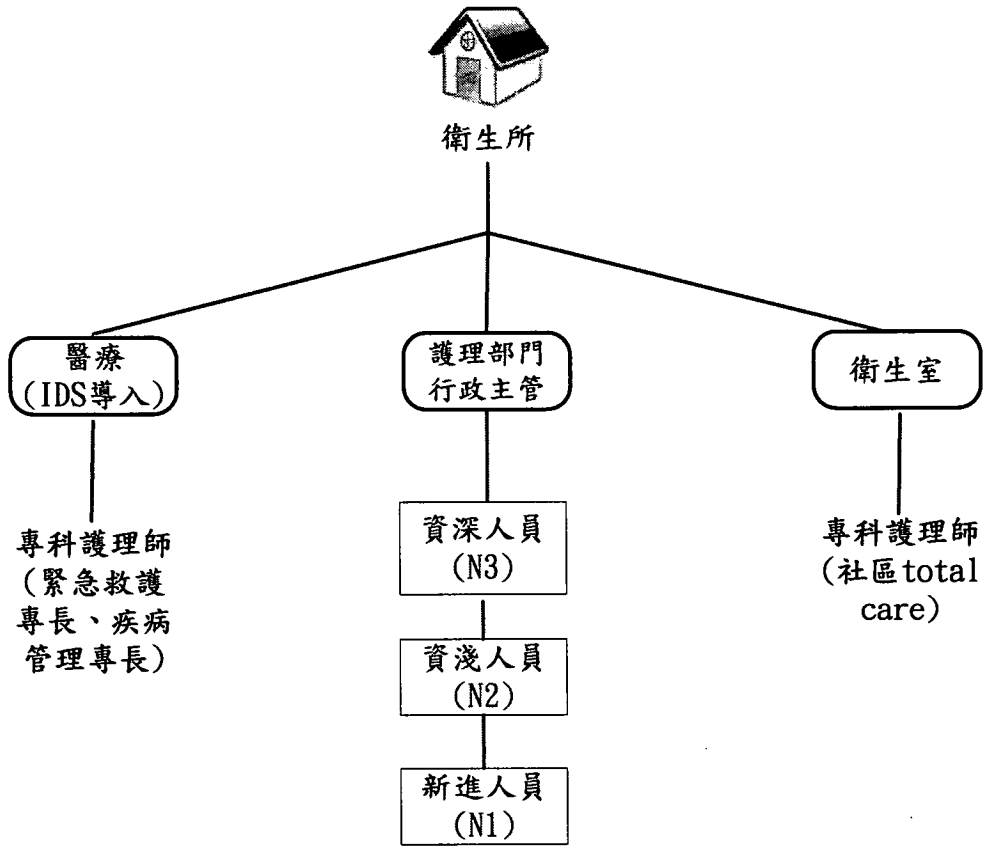 衛生所
醫療
(IDS導入)
護理部門
行政主管
衛生室
專科護理師
(緊急救護
專長、疾病
管理專長)
資深人員
(N3)
資淺人員
(N2)
新進人員
(N1)
專科護理師
(社區total
care)